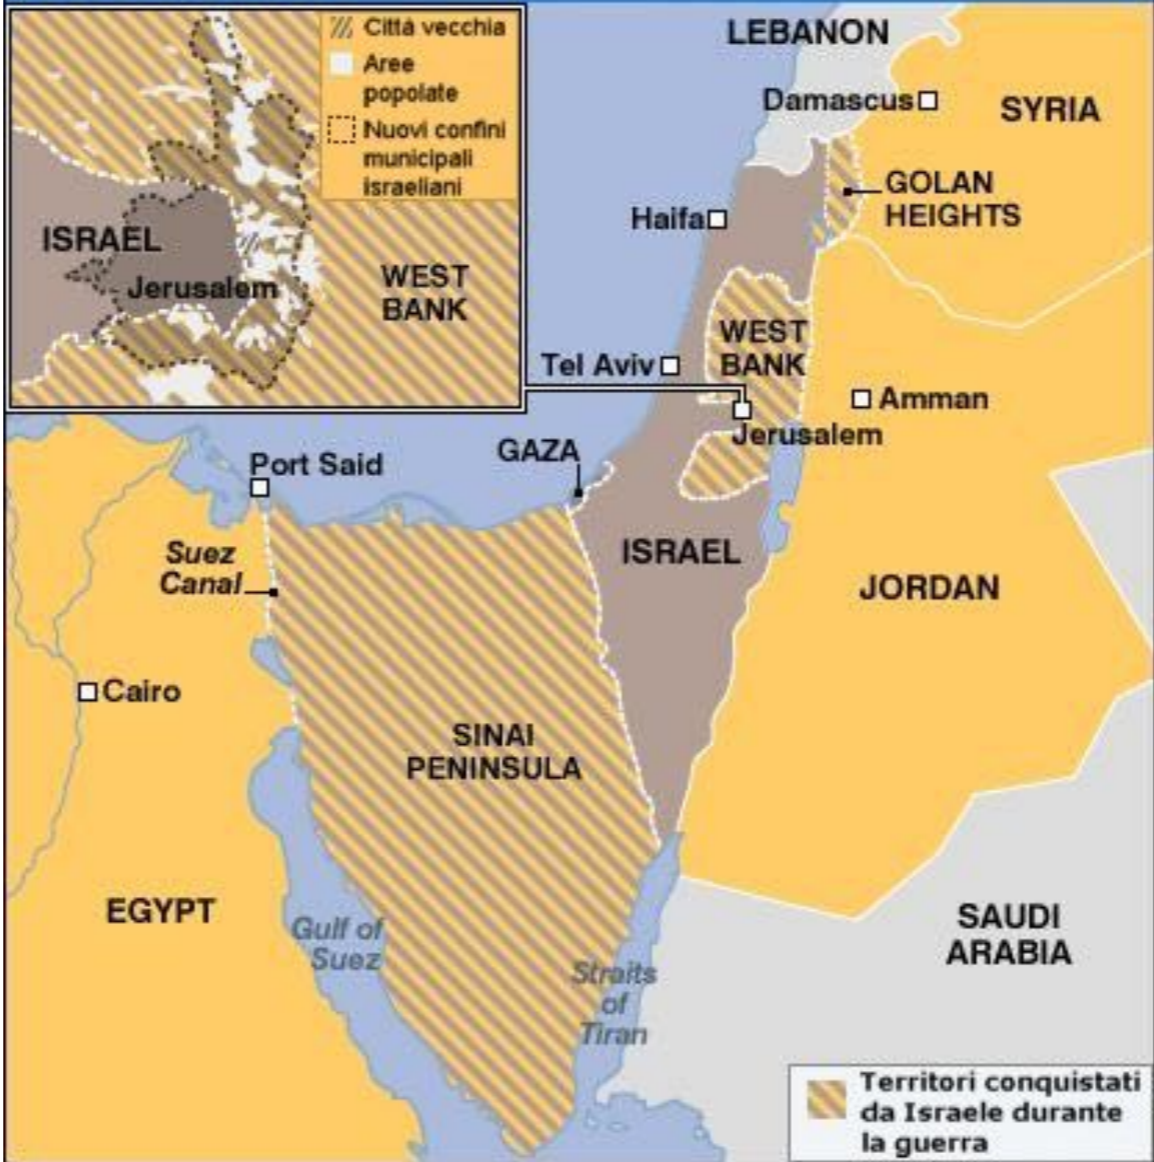 Città vecchia
Aree
popolate
Nuovi confini
municipali
israeliani
ISRAEL
Jerusalem
WEST
BANK
LEBANON
Damascus
SYRIA
GOLAN
HEIGHTS
Haifa
WEST
BANK
Tel Aviv
Amman
Jerusalem
GAZA
Port Said
Suez
Canal
ISRAEL
JORDAN
Cairo
SINAI
PENINSULA
EGYPT
Gulf of
Suez
Straits
of
Tiran
SAUDI
ARABIA
Territori conquistati
da Israele durante
la guerra